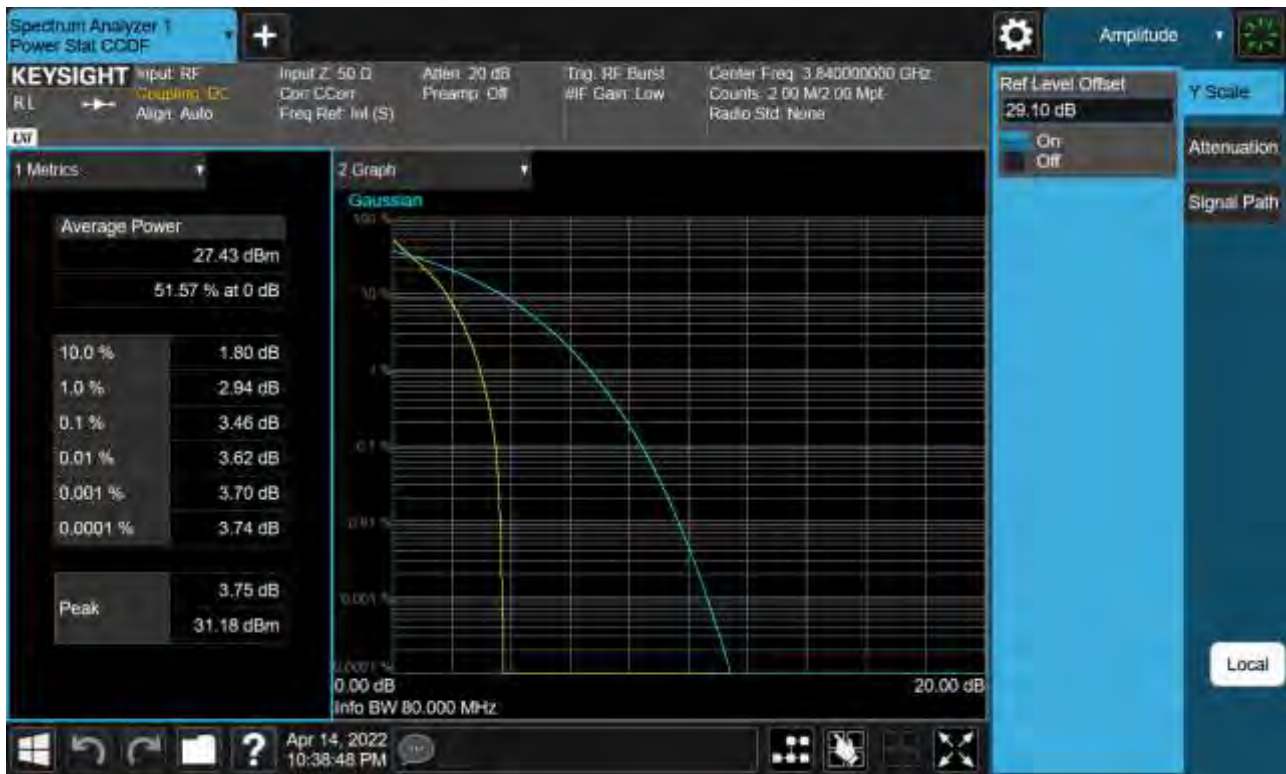 Spectrum Analyzer 1
Power Stat CCDF
+
Amplitude
KEYSIGHT
Input: RF
Coupling: DC
Align: Auto
R L
Input Z: 50 Ω
Corr CCorr
Freq Ref: Int (S)
Atten: 20 dB
Preamp: Off
Trig: RF Burst
#IF Gain: Low
Center Freq: 3.840000000 GHz
Counts: 2.00 M/2.00 Mpt
Radio Std: None
LXI
Ref Level Offset
29.10 dB
On
Off
Y Scale
Attenuation
Signal Path
1 Metrics
Average Power
27.43 dBm
51.57 % at 0 dB
10.0 % 1.80 dB
1.0 % 2.94 dB
0.1 % 3.46 dB
0.01 % 3.62 dB
0.001 % 3.70 dB
0.0001 % 3.74 dB
Peak
3.75 dB
31.18 dBm
2 Graph
Gaussian
100 %
10 %
1 %
0.1 %
0.01 %
0.001 %
0.0001 %
0.00 dB
20.00 dB
Info BW 80.000 MHz
Local
?
Apr 14, 2022
10:38:48 PM